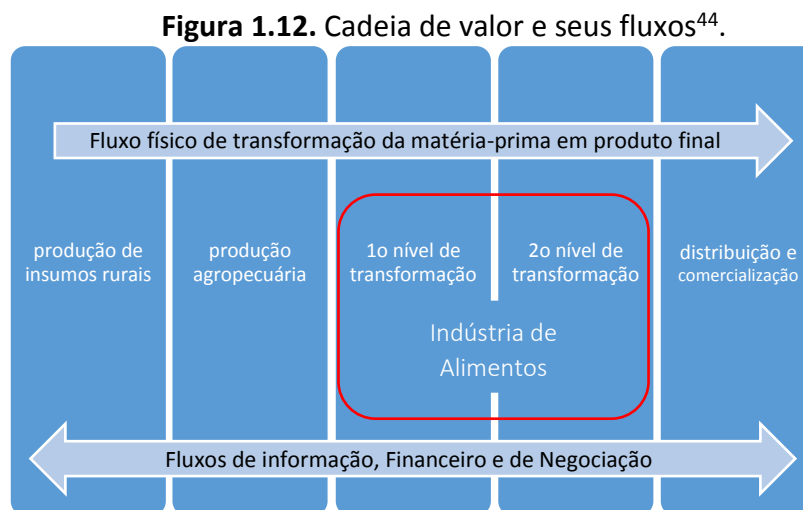 Figura 1.12. Cadeia de valor e seus fluxos44.
Fluxo físico de transformação da matéria-prima em produto final
produção de
insumos rurais
produção
agropecuária
1o nível de
transformação
2o nível de
transformação
distribuição e
comercialização
Indústria de
Alimentos
Fluxos de informação, Financeiro e de Negociação